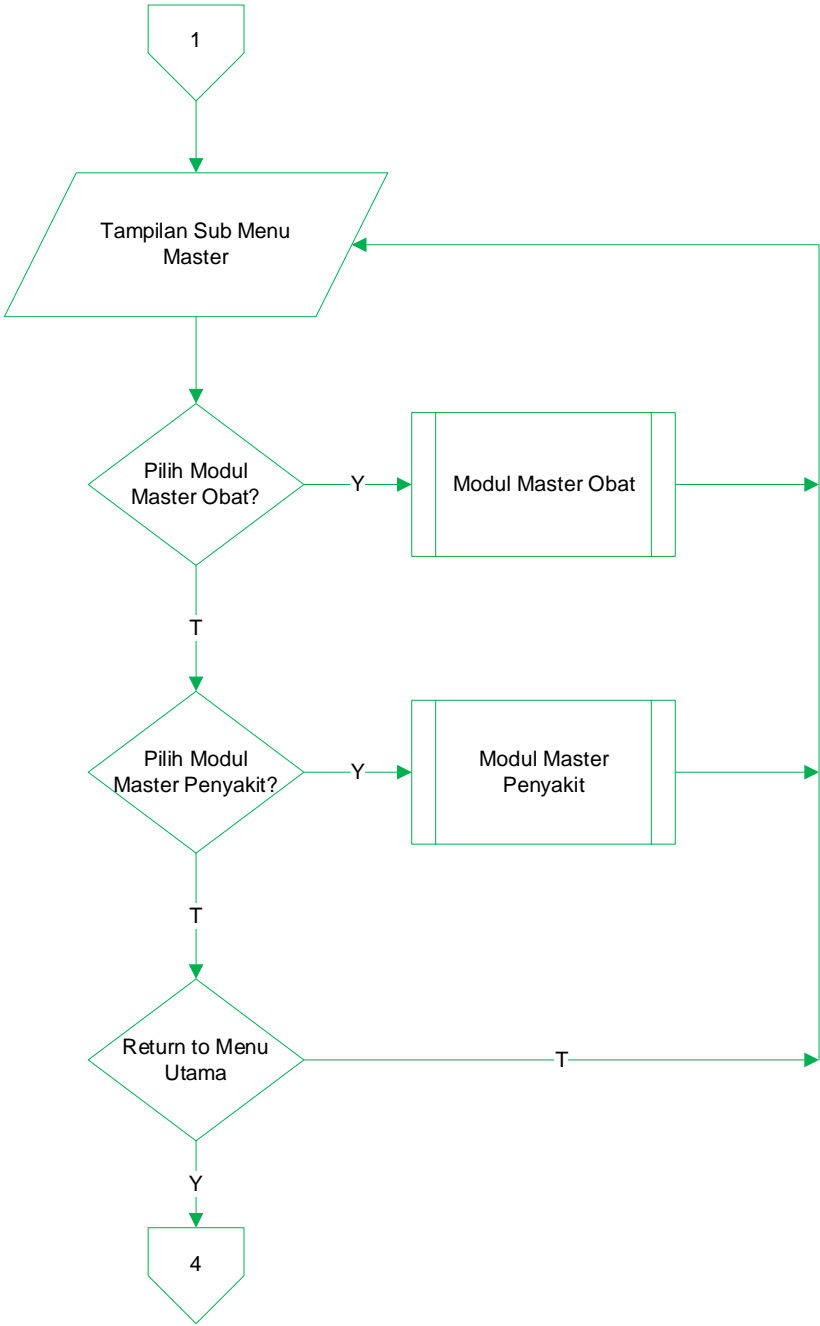 1
Tampilan Sub Menu
Master
Pilih Modul
Master Obat?
Y
Modul Master Obat
T
Pilih Modul
Master Penyakit?
Y
Modul Master
Penyakit
T
Return to Menu
Utama
T
Y
4